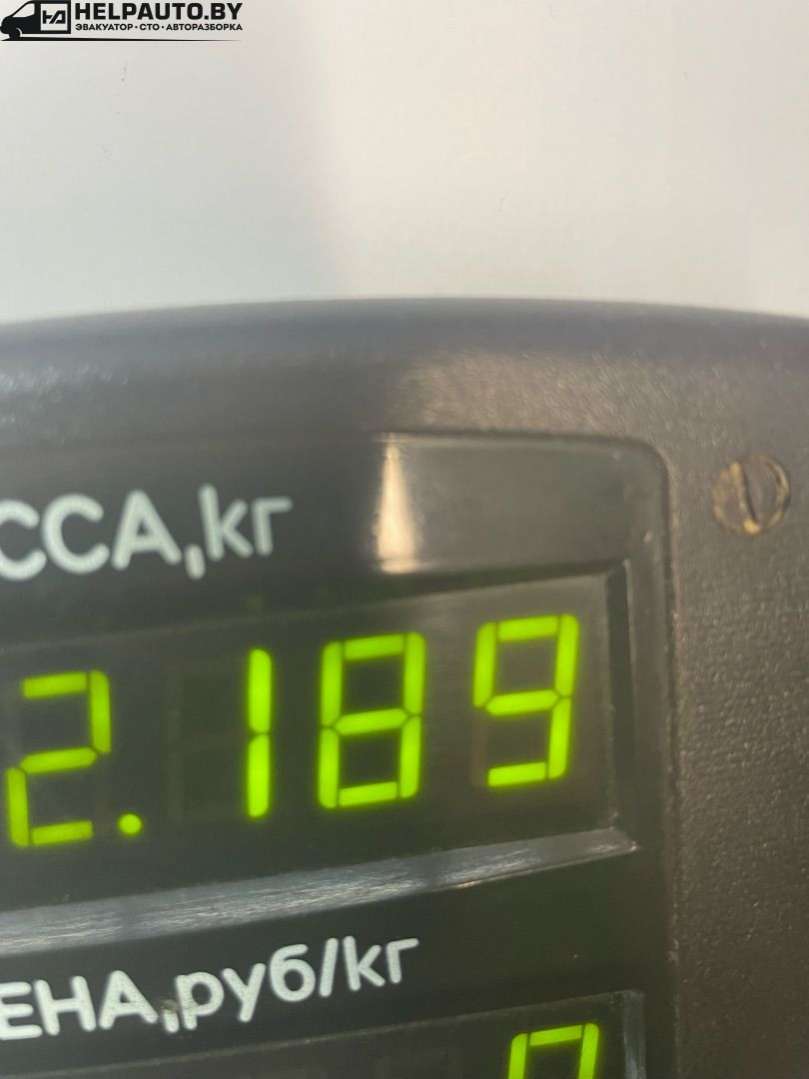 HELPAUTO.BY
ЭВАКУАТОР • СТО • АВТОРАЗБОРКА
ССА,кг
2.189
ЕНА,руб/кг